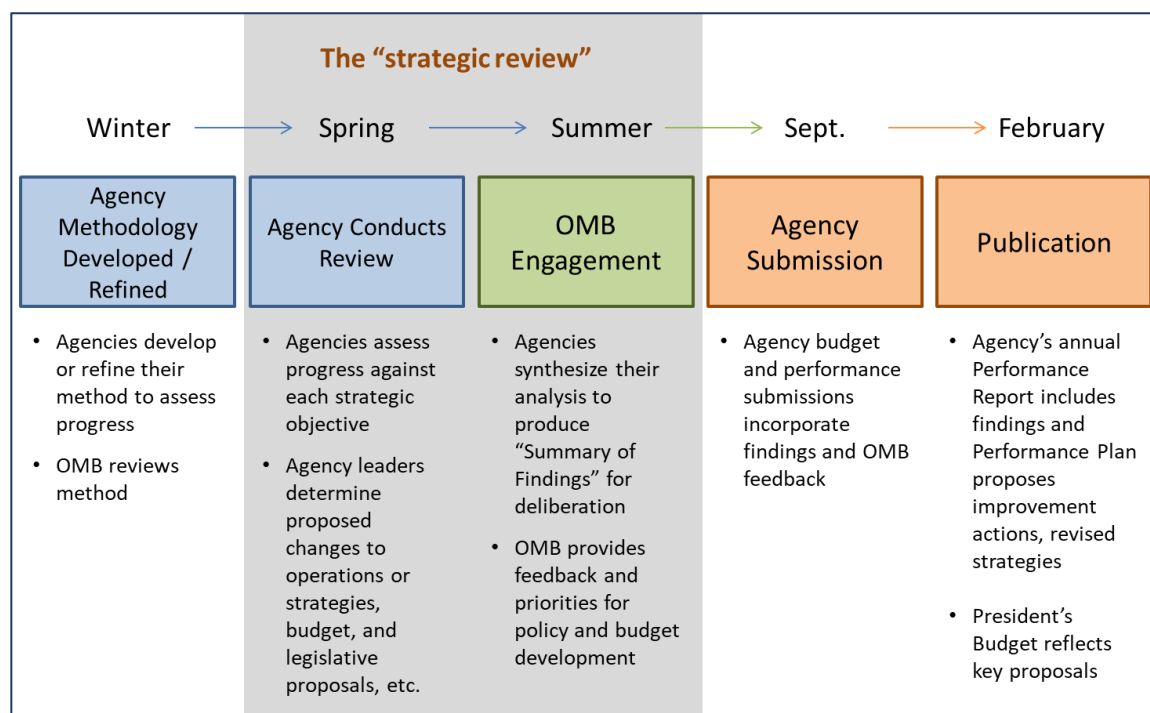 The “strategic review”
Winter
Spring
Summer
Sept.
February
Agency
Methodology
Developed /
Refined
Agency Conducts
Review
OMB
Engagement
Agency
Submission
Publication
• Agencies develop
or refine their
method to assess
progress
• OMB reviews
method
• Agencies assess
progress against
each strategic
objective
• Agency leaders
determine
proposed
changes to
operations or
strategies,
budget, and
legislative
proposals, etc.
• Agencies
synthesize their
analysis to
produce
“Summary of
Findings” for
deliberation
• OMB provides
feedback and
priorities for
policy and budget
development
• Agency budget
and performance
submissions
incorporate
findings and OMB
feedback
• Agency’s annual
Performance
Report includes
findings and
Performance Plan
proposes
improvement
actions, revised
strategies
• President’s
Budget reflects
key proposals